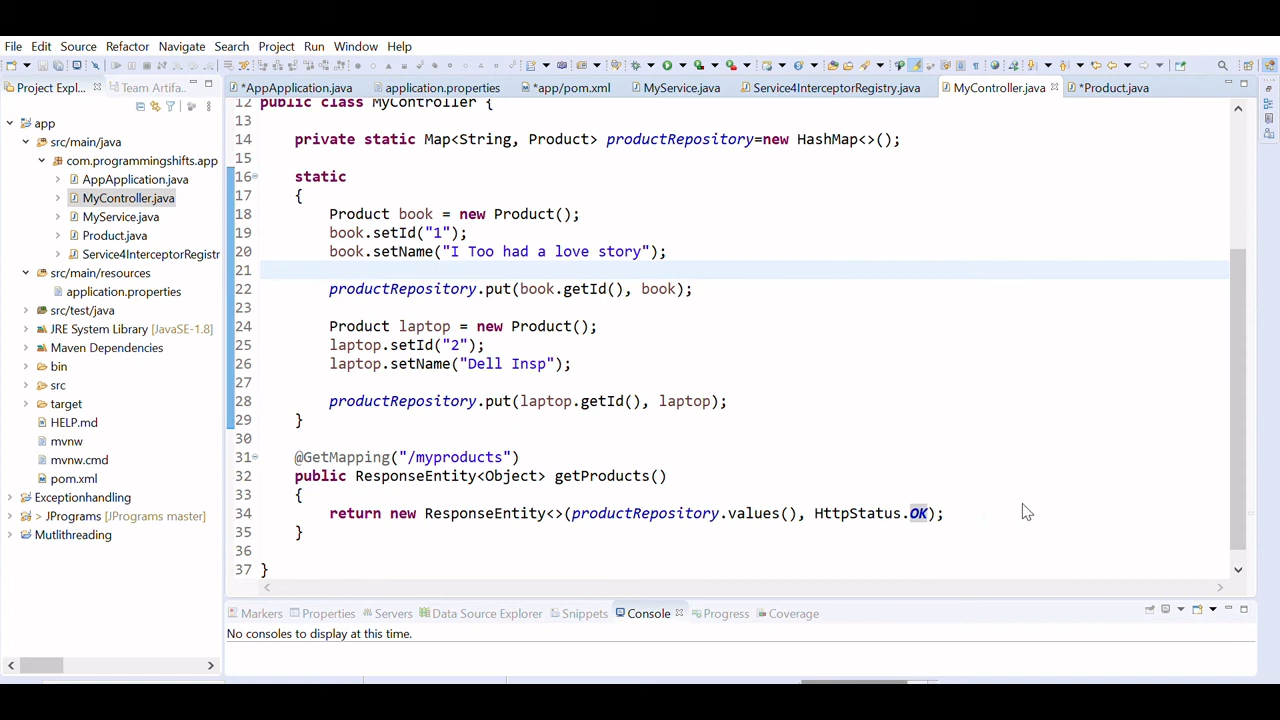 File Edit Source Refactor Navigate Search Project Run Window Help
Project Expl... Team Artifa...
*AppApplication.java application.properties *app/pom.xml MyService.java Service4InterceptorRegistry.java MyController.java *Product.java
app
src/main/java
com.programmingshifts.app
AppApplication.java
MyController.java
MyService.java
Product.java
Service4InterceptorRegistr
src/main/resources
application.properties
src/test/java
JRE System Library [JavaSE-1.8]
Maven Dependencies
bin
src
target
HELP.md
mvnw
mvnw.cmd
pom.xml
Exceptionhandling
> JPrograms [JPrograms master]
Mutlithreading
12 public class MyController {
13
14 private static Map<String, Product> productRepository=new HashMap<>();
15
16 static
17 {
18 Product book = new Product();
19 book.setId("1");
20 book.setName("I Too had a love story");
21
22 productRepository.put(book.getId(), book);
23
24 Product laptop = new Product();
25 laptop.setId("2");
26 laptop.setName("Dell Insp");
27
28 productRepository.put(laptop.getId(), laptop);
29 }
30
31 @GetMapping("/myproducts")
32 public ResponseEntity<Object> getProducts()
33 {
34 return new ResponseEntity<>(productRepository.values(), HttpStatus.OK);
35 }
36
37 }
Markers Properties Servers Data Source Explorer Snippets Console Progress Coverage
No consoles to display at this time.